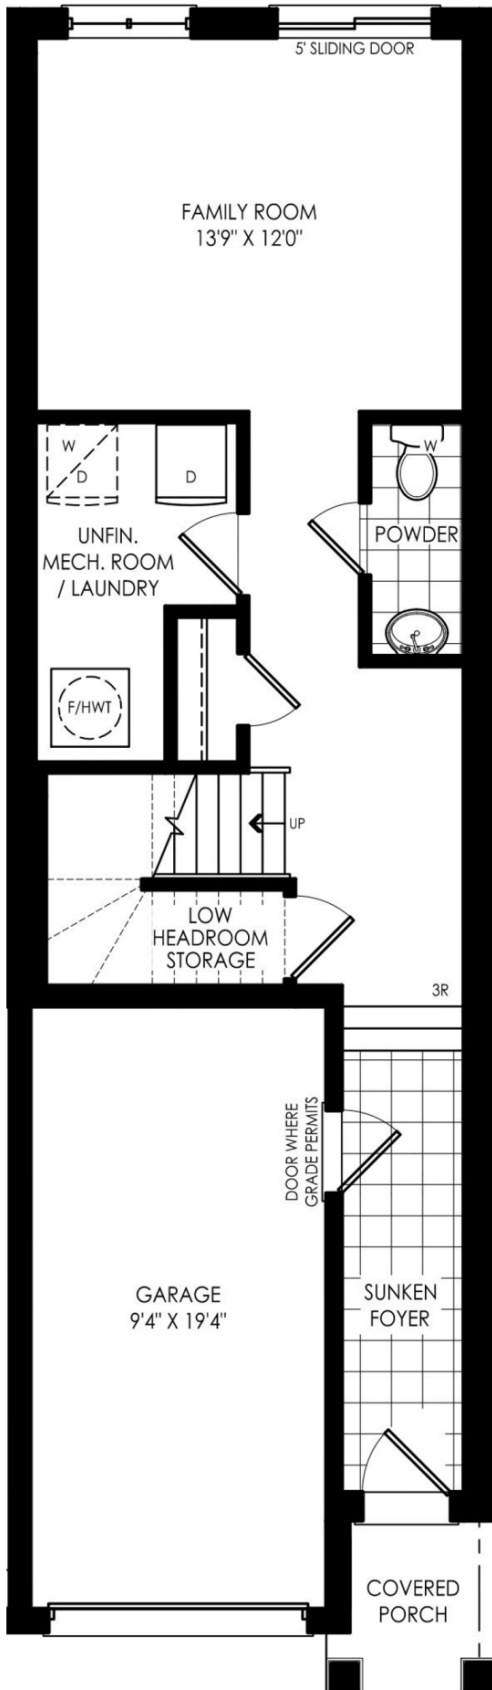 5' SLIDING DOOR
FAMILY ROOM
13'9" X 12'0"
W
D
D
W
UNFIN.
MECH. ROOM
/ LAUNDRY
POWDER
F/HWT
UP
LOW
HEADROOM
STORAGE
3R
DOOR WHERE
GRADE PERMITS
GARAGE
9'4" X 19'4"
SUNKEN
FOYER
COVERED
PORCH